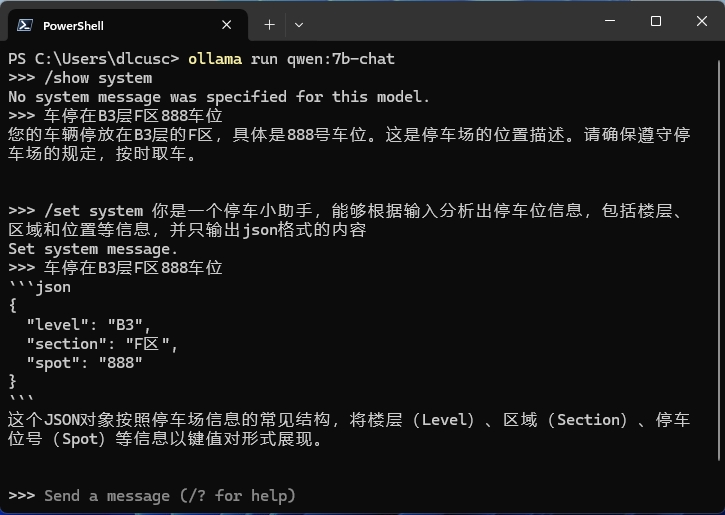 PowerShell
PS C:\Users\dlcusc> ollama run qwen:7b-chat
>>> /show system
No system message was specified for this model.
>>> 车停在B3层F区888车位
您的车辆停放在B3层的F区，具体是888号车位。这是停车场的位置描述。请确保遵守停
车场的规定，按时取车。
>>> /set system 你是一个停车小助手，能够根据输入分析出停车位信息，包括楼层、
区域和位置等信息，并只输出json格式的内容
Set system message.
>>> 车停在B3层F区888车位
```json
{
  "level": "B3",
  "section": "F区",
  "spot": "888"
}
```
这个JSON对象按照停车场信息的常见结构，将楼层（Level）、区域（Section）、停车
位号（Spot）等信息以键值对形式展现。
>>> Send a message (/? for help)